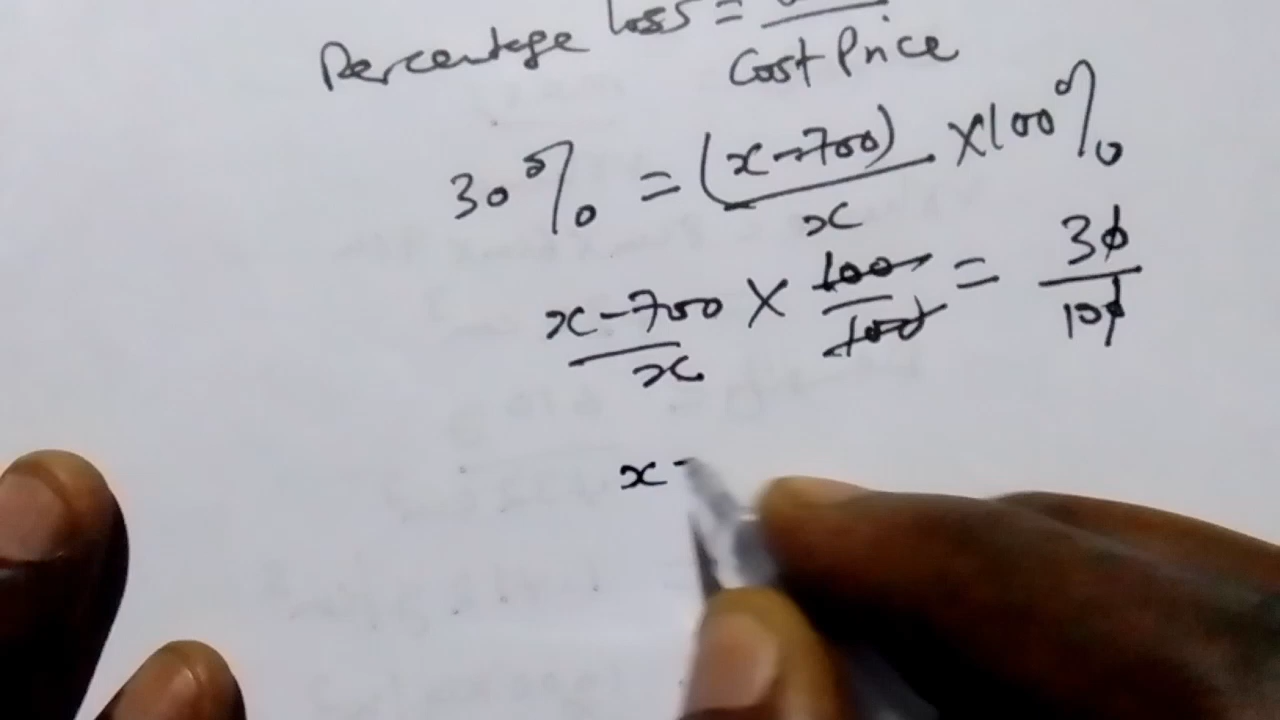 Percentage loss =
Cost Price
30% = (x-700) x100%
x
x-700 X 100 = 30
x 100 100
x -